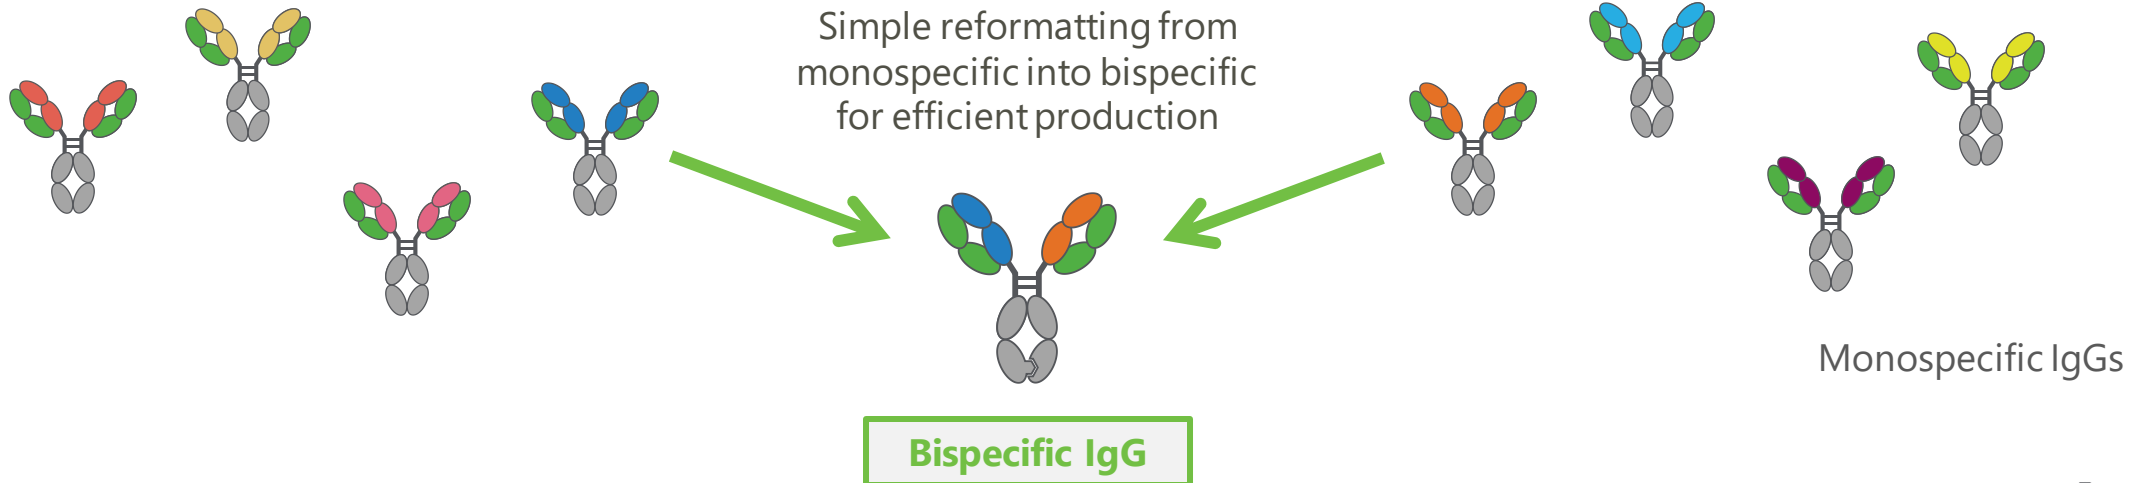 Simple reformatting from
monospecific into bispecific
for efficient production
Monospecific IgGs
Bispecific IgG